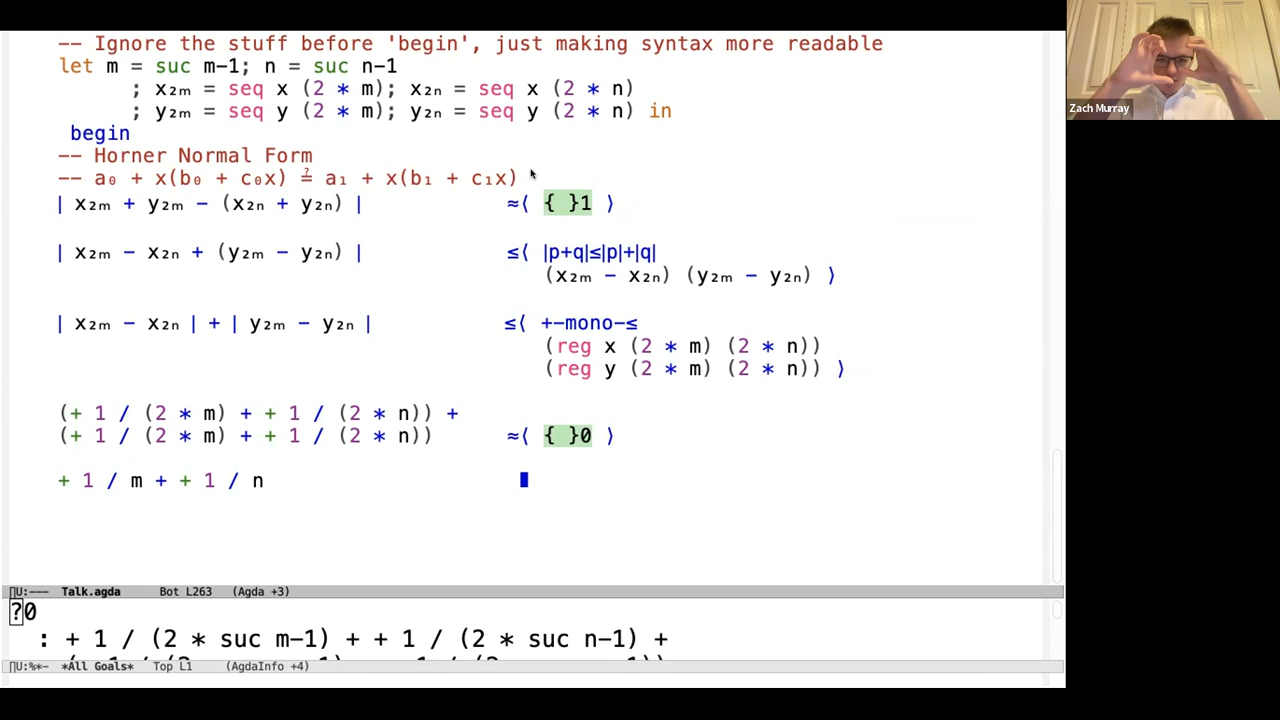 -- Ignore the stuff before 'begin', just making syntax more readable
let m = suc m-1; n = suc n-1
; x₂ₘ = seq x (2 * m); x₂ₙ = seq x (2 * n)
; y₂ₘ = seq y (2 * m); y₂ₙ = seq y (2 * n) in
begin
-- Horner Normal Form
-- a₀ + x(b₀ + c₀x) ≟ a₁ + x(b₁ + c₁x)
∣ x₂ₘ + y₂ₘ - (x₂ₙ + y₂ₙ) ∣ ≈⟨ { }1 ⟩
∣ x₂ₘ - x₂ₙ + (y₂ₘ - y₂ₙ) ∣ ≤⟨ ∣p+q∣≤∣p∣+∣q∣
(x₂ₘ - x₂ₙ) (y₂ₘ - y₂ₙ) ⟩
∣ x₂ₘ - x₂ₙ ∣ + ∣ y₂ₘ - y₂ₙ ∣ ≤⟨ +-mono-≤
(reg x (2 * m) (2 * n))
(reg y (2 * m) (2 * n)) ⟩
(+ 1 / (2 * m) + + 1 / (2 * n)) +
(+ 1 / (2 * m) + + 1 / (2 * n)) ≈⟨ { }0 ⟩
+ 1 / m + + 1 / n ∎
∏U:--- Talk.agda Bot L263 (Agda +3)
?0
: + 1 / (2 * suc m-1) + + 1 / (2 * suc n-1) +
∏U:%*- *All Goals* Top L1 (AgdaInfo +4)
Zach Murray